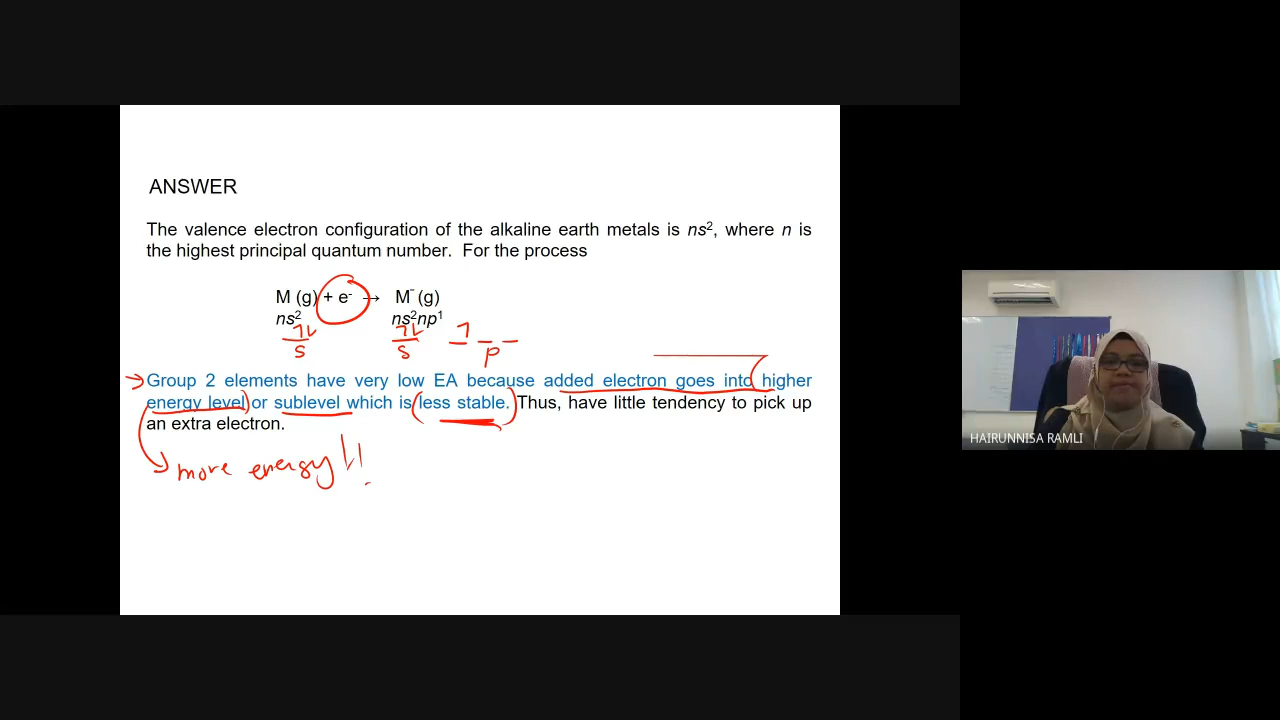 ANSWER
The valence electron configuration of the alkaline earth metals is ns², where n is
the highest principal quantum number. For the process
M (g) + e⁻ → M⁻ (g)
ns² ns²np¹
↿⇂ ↿⇂ ↿
s s p
→ Group 2 elements have very low EA because added electron goes into higher
energy level or sublevel which is less stable. Thus, have little tendency to pick up
an extra electron.
more energy!!
HAIRUNNISA RAMLI